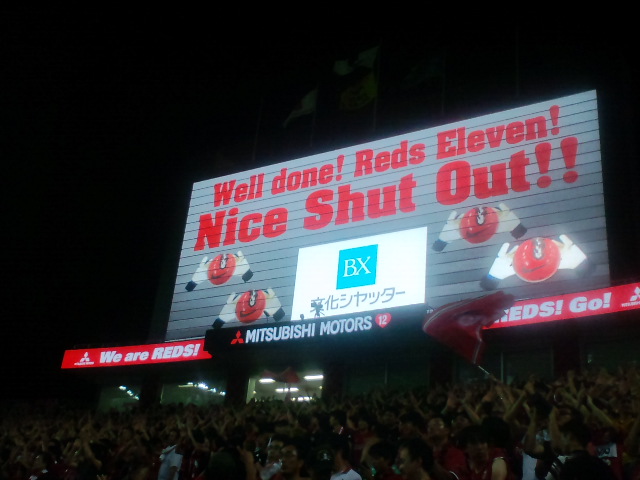 Well done! Reds Eleven!
Nice Shut Out!!
BX
文化シヤッター
We are REDS!
MITSUBISHI MOTORS 12
REDS! Go!